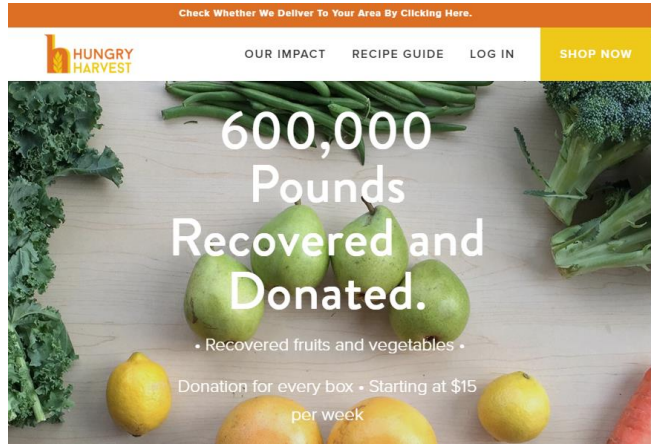 Check Whether We Deliver To Your Area By Clicking Here.
HUNGRY
HARVEST
OUR IMPACT RECIPE GUIDE LOG IN SHOP NOW
600,000
Pounds
Recovered and
Donated.
• Recovered fruits and vegetables •
Donation for every box • Starting at $15
per week